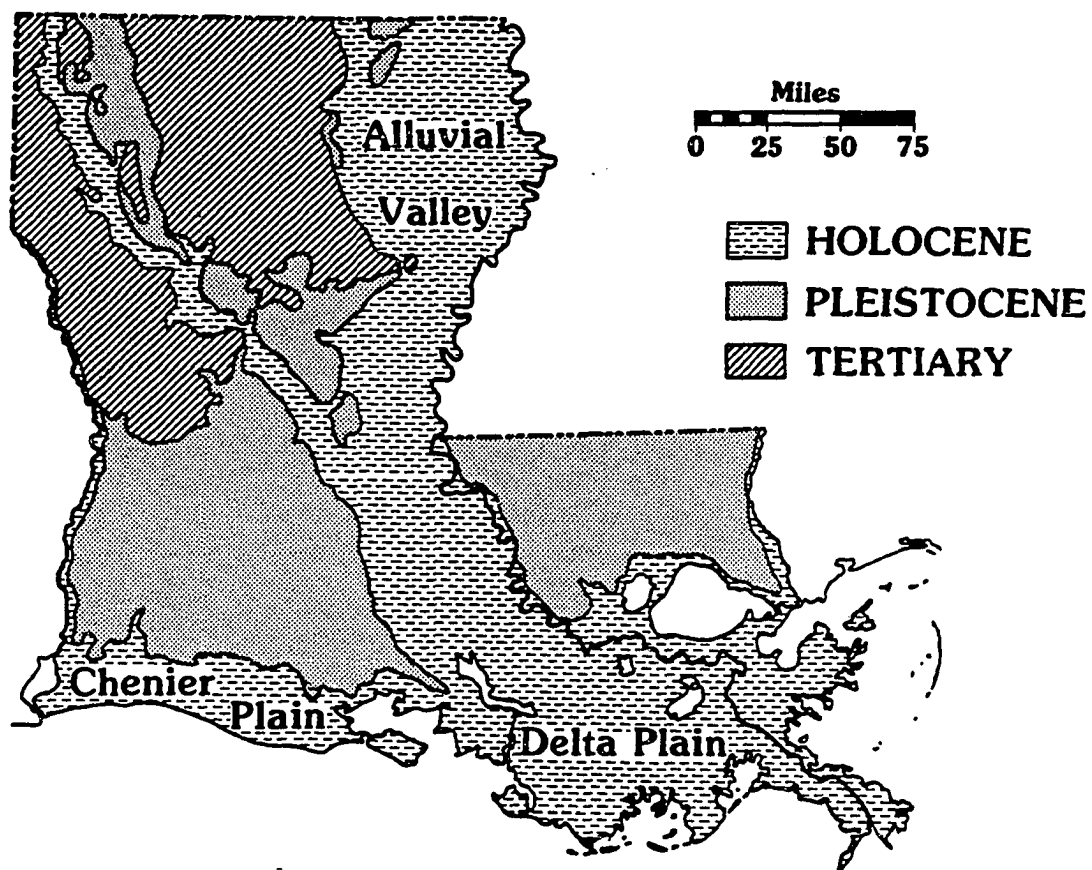 Miles
0 25 50 75
Alluvial
Valley
HOLOCENE
PLEISTOCENE
TERTIARY
Chenier
Plain
Delta Plain